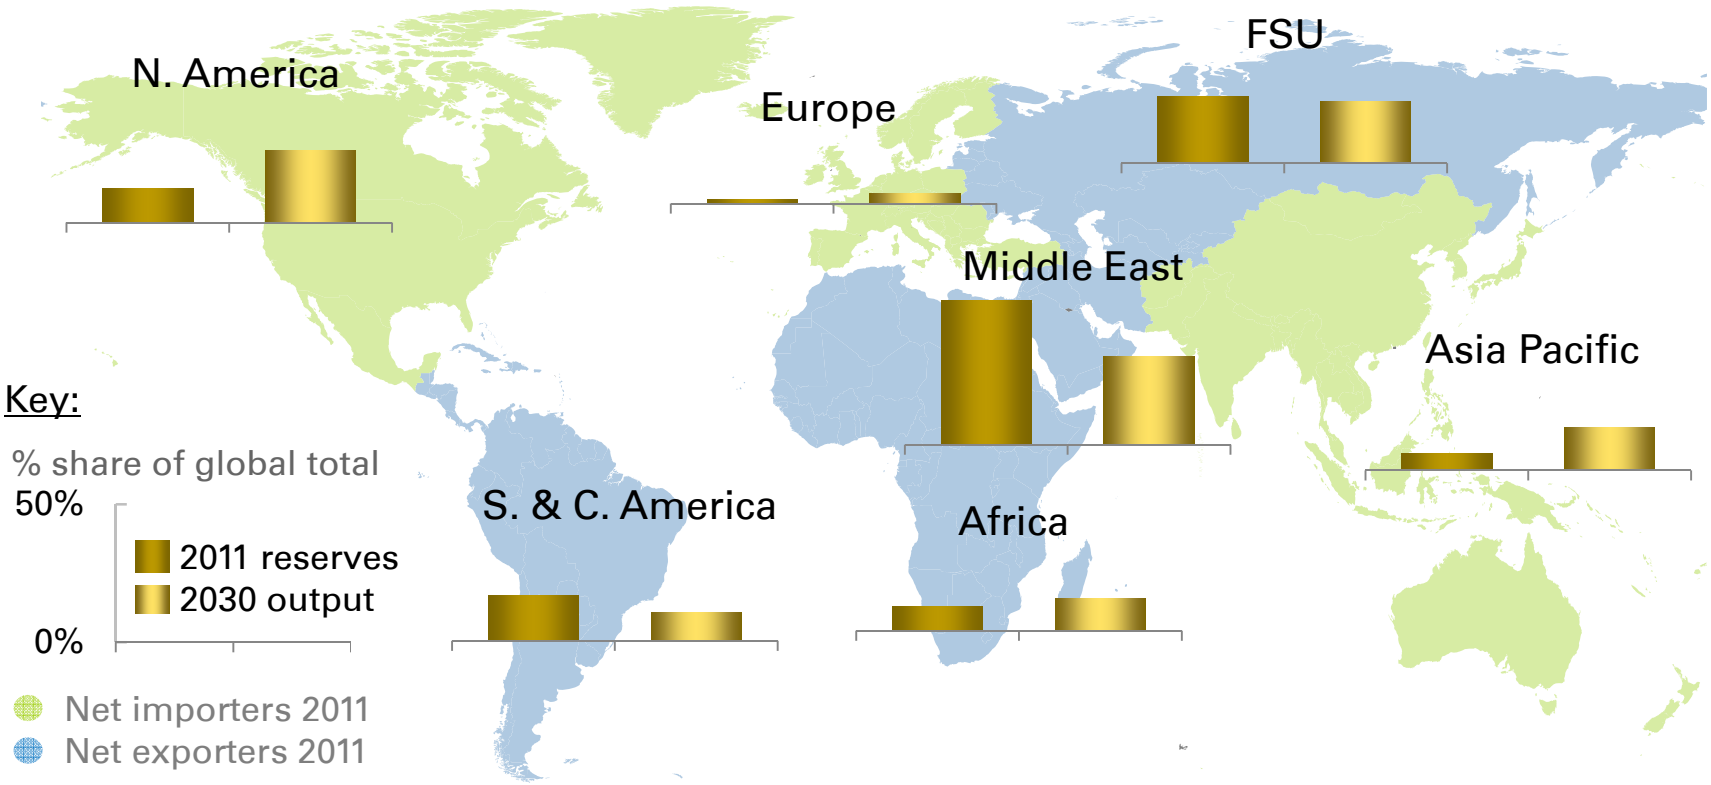 FSU
N. America
Europe
Middle East
Asia Pacific
Key:
% share of global total
50%
S. & C. America
Africa
2011 reserves
2030 output
0%
Net importers 2011
Net exporters 2011